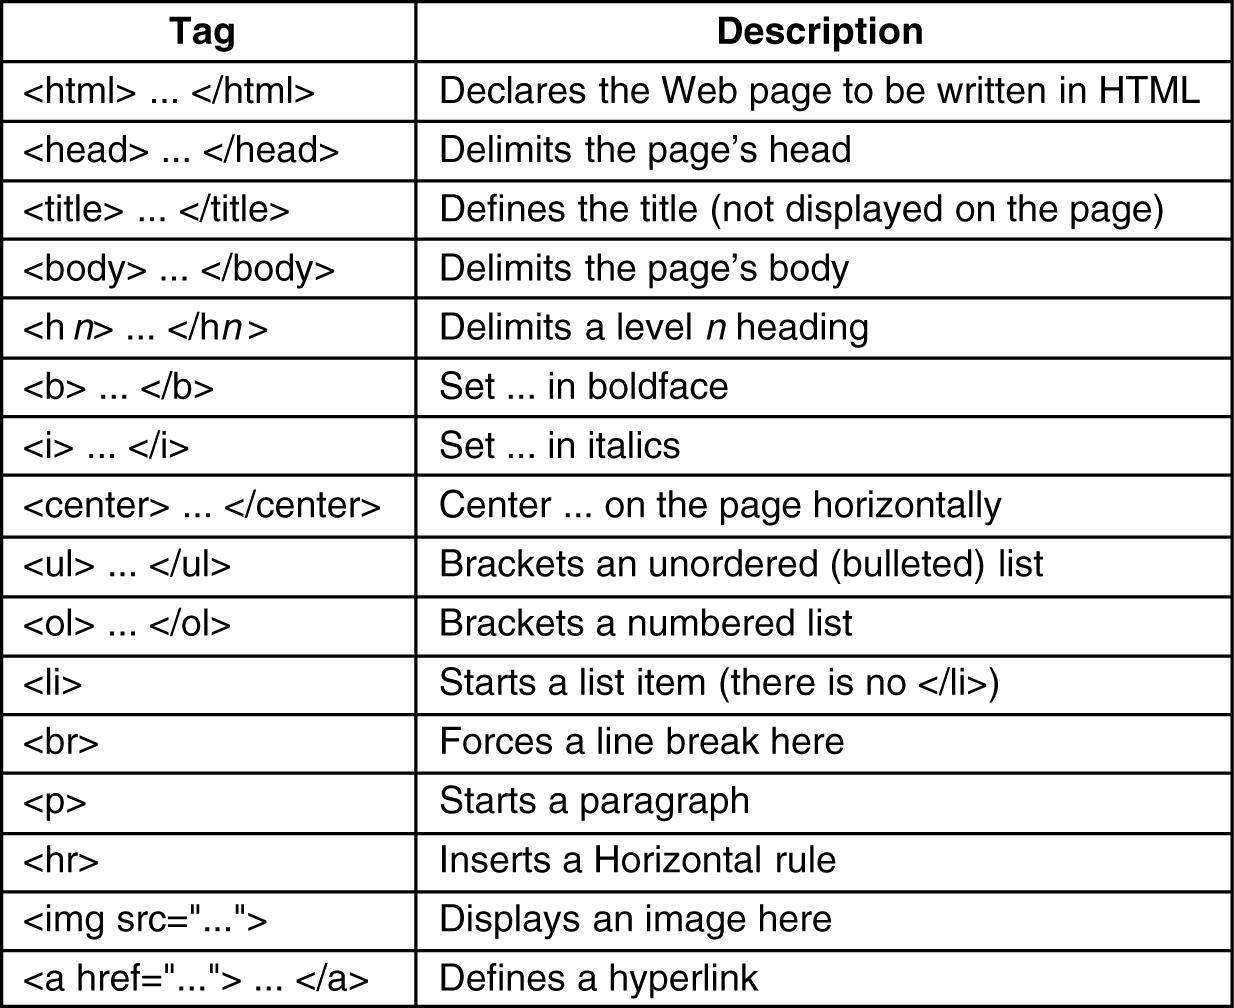 Tag Description
<html> ... </html> Declares the Web page to be written in HTML
<head> ... </head> Delimits the page’s head
<title> ... </title> Defines the title (not displayed on the page)
<body> ... </body> Delimits the page’s body
<h n> ... </hn > Delimits a level n heading
<b> ... </b> Set ... in boldface
<i> ... </i> Set ... in italics
<center> ... </center> Center ... on the page horizontally
<ul> ... </ul> Brackets an unordered (bulleted) list
<ol> ... </ol> Brackets a numbered list
<li> Starts a list item (there is no </li>)
<br> Forces a line break here
<p> Starts a paragraph
<hr> Inserts a Horizontal rule
<img src="..."> Displays an image here
<a href="..."> ... </a> Defines a hyperlink